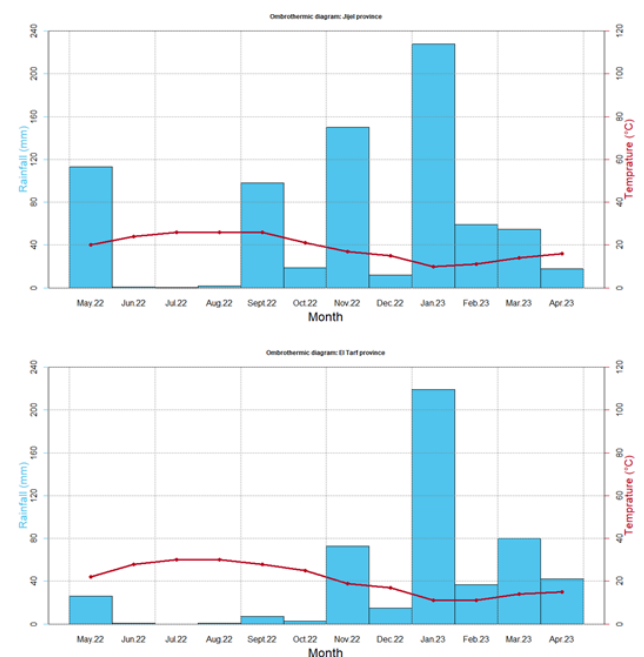 Ombrothermic diagram: Jijel province
240
200
160
120
80
40
0
Rainfall (mm)
120
100
80
60
40
20
0
Temprature (°C)
May.22 Jun.22 Jul.22 Aug.22 Sept.22 Oct.22 Nov.22 Dec.22 Jan.23 Feb.23 Mar.23 Apr.23
Month
Ombrothermic diagram: El Tarf province
240
200
160
120
80
40
0
Rainfall (mm)
120
100
80
60
40
20
0
Temprature (°C)
May.22 Jun.22 Jul.22 Aug.22 Sept.22 Oct.22 Nov.22 Dec.22 Jan.23 Feb.23 Mar.23 Apr.23
Month